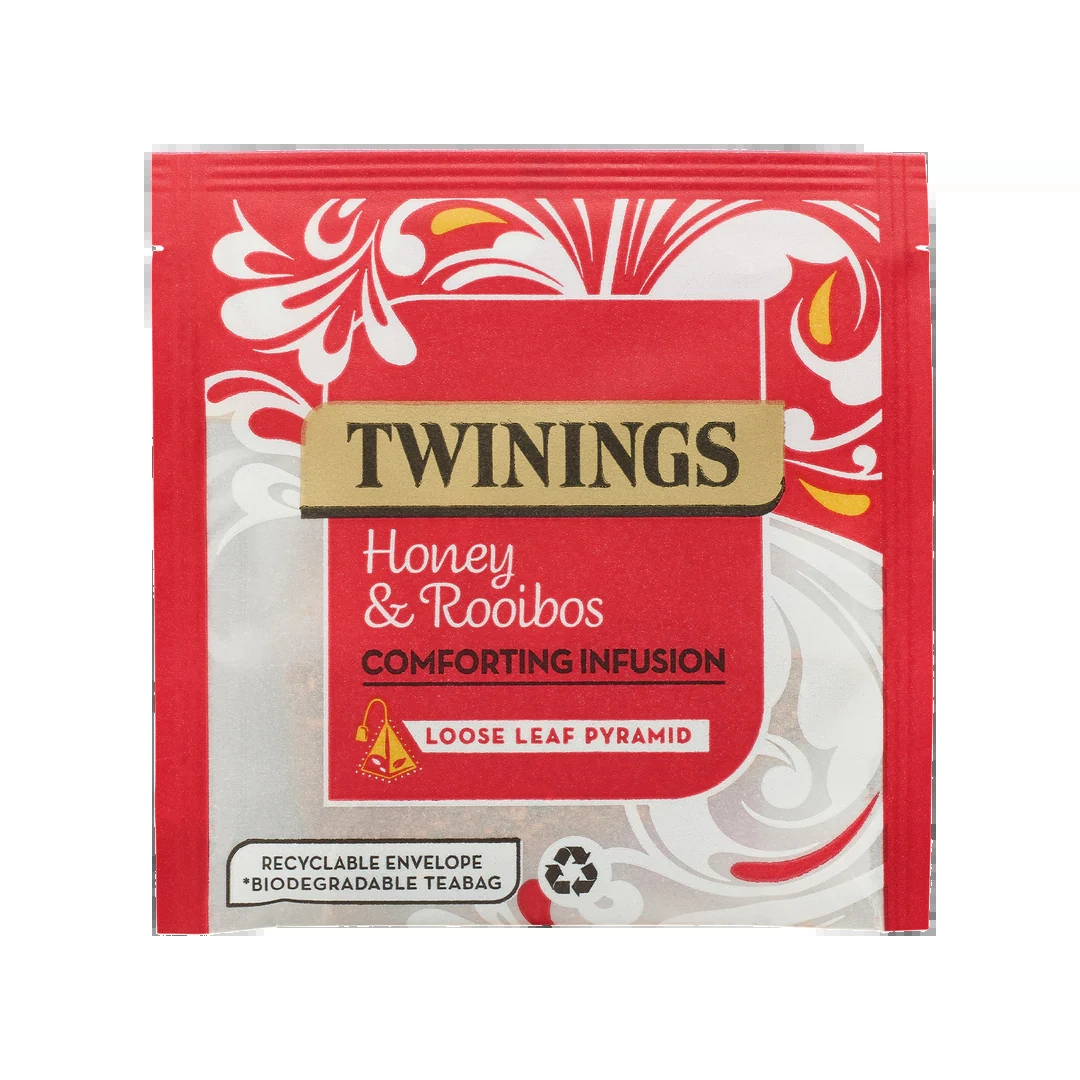 TWININGS
Honey
& Rooibos
COMFORTING INFUSION
LOOSE LEAF PYRAMID
RECYCLABLE ENVELOPE
*BIODEGRADABLE TEABAG